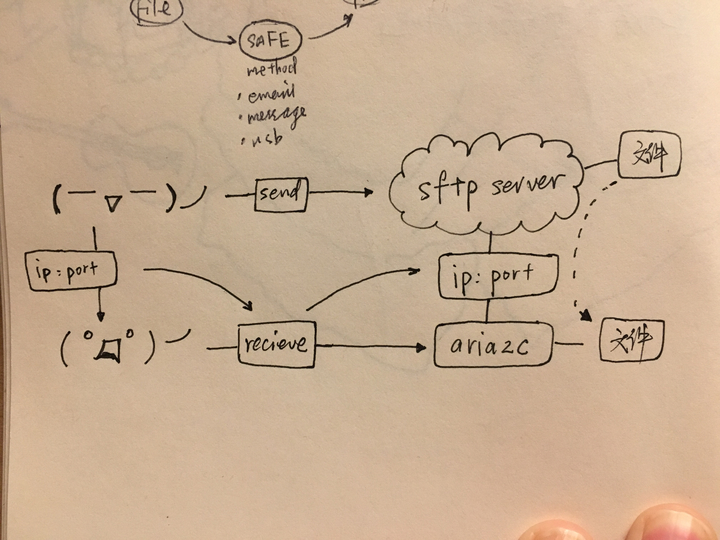 File
SAFE
method
· email
· message
· usb
(￣▽￣)ノ
send
sftp server
文件
ip:port
ip:port
(°Д°)ノ
recieve
aria2c
文件